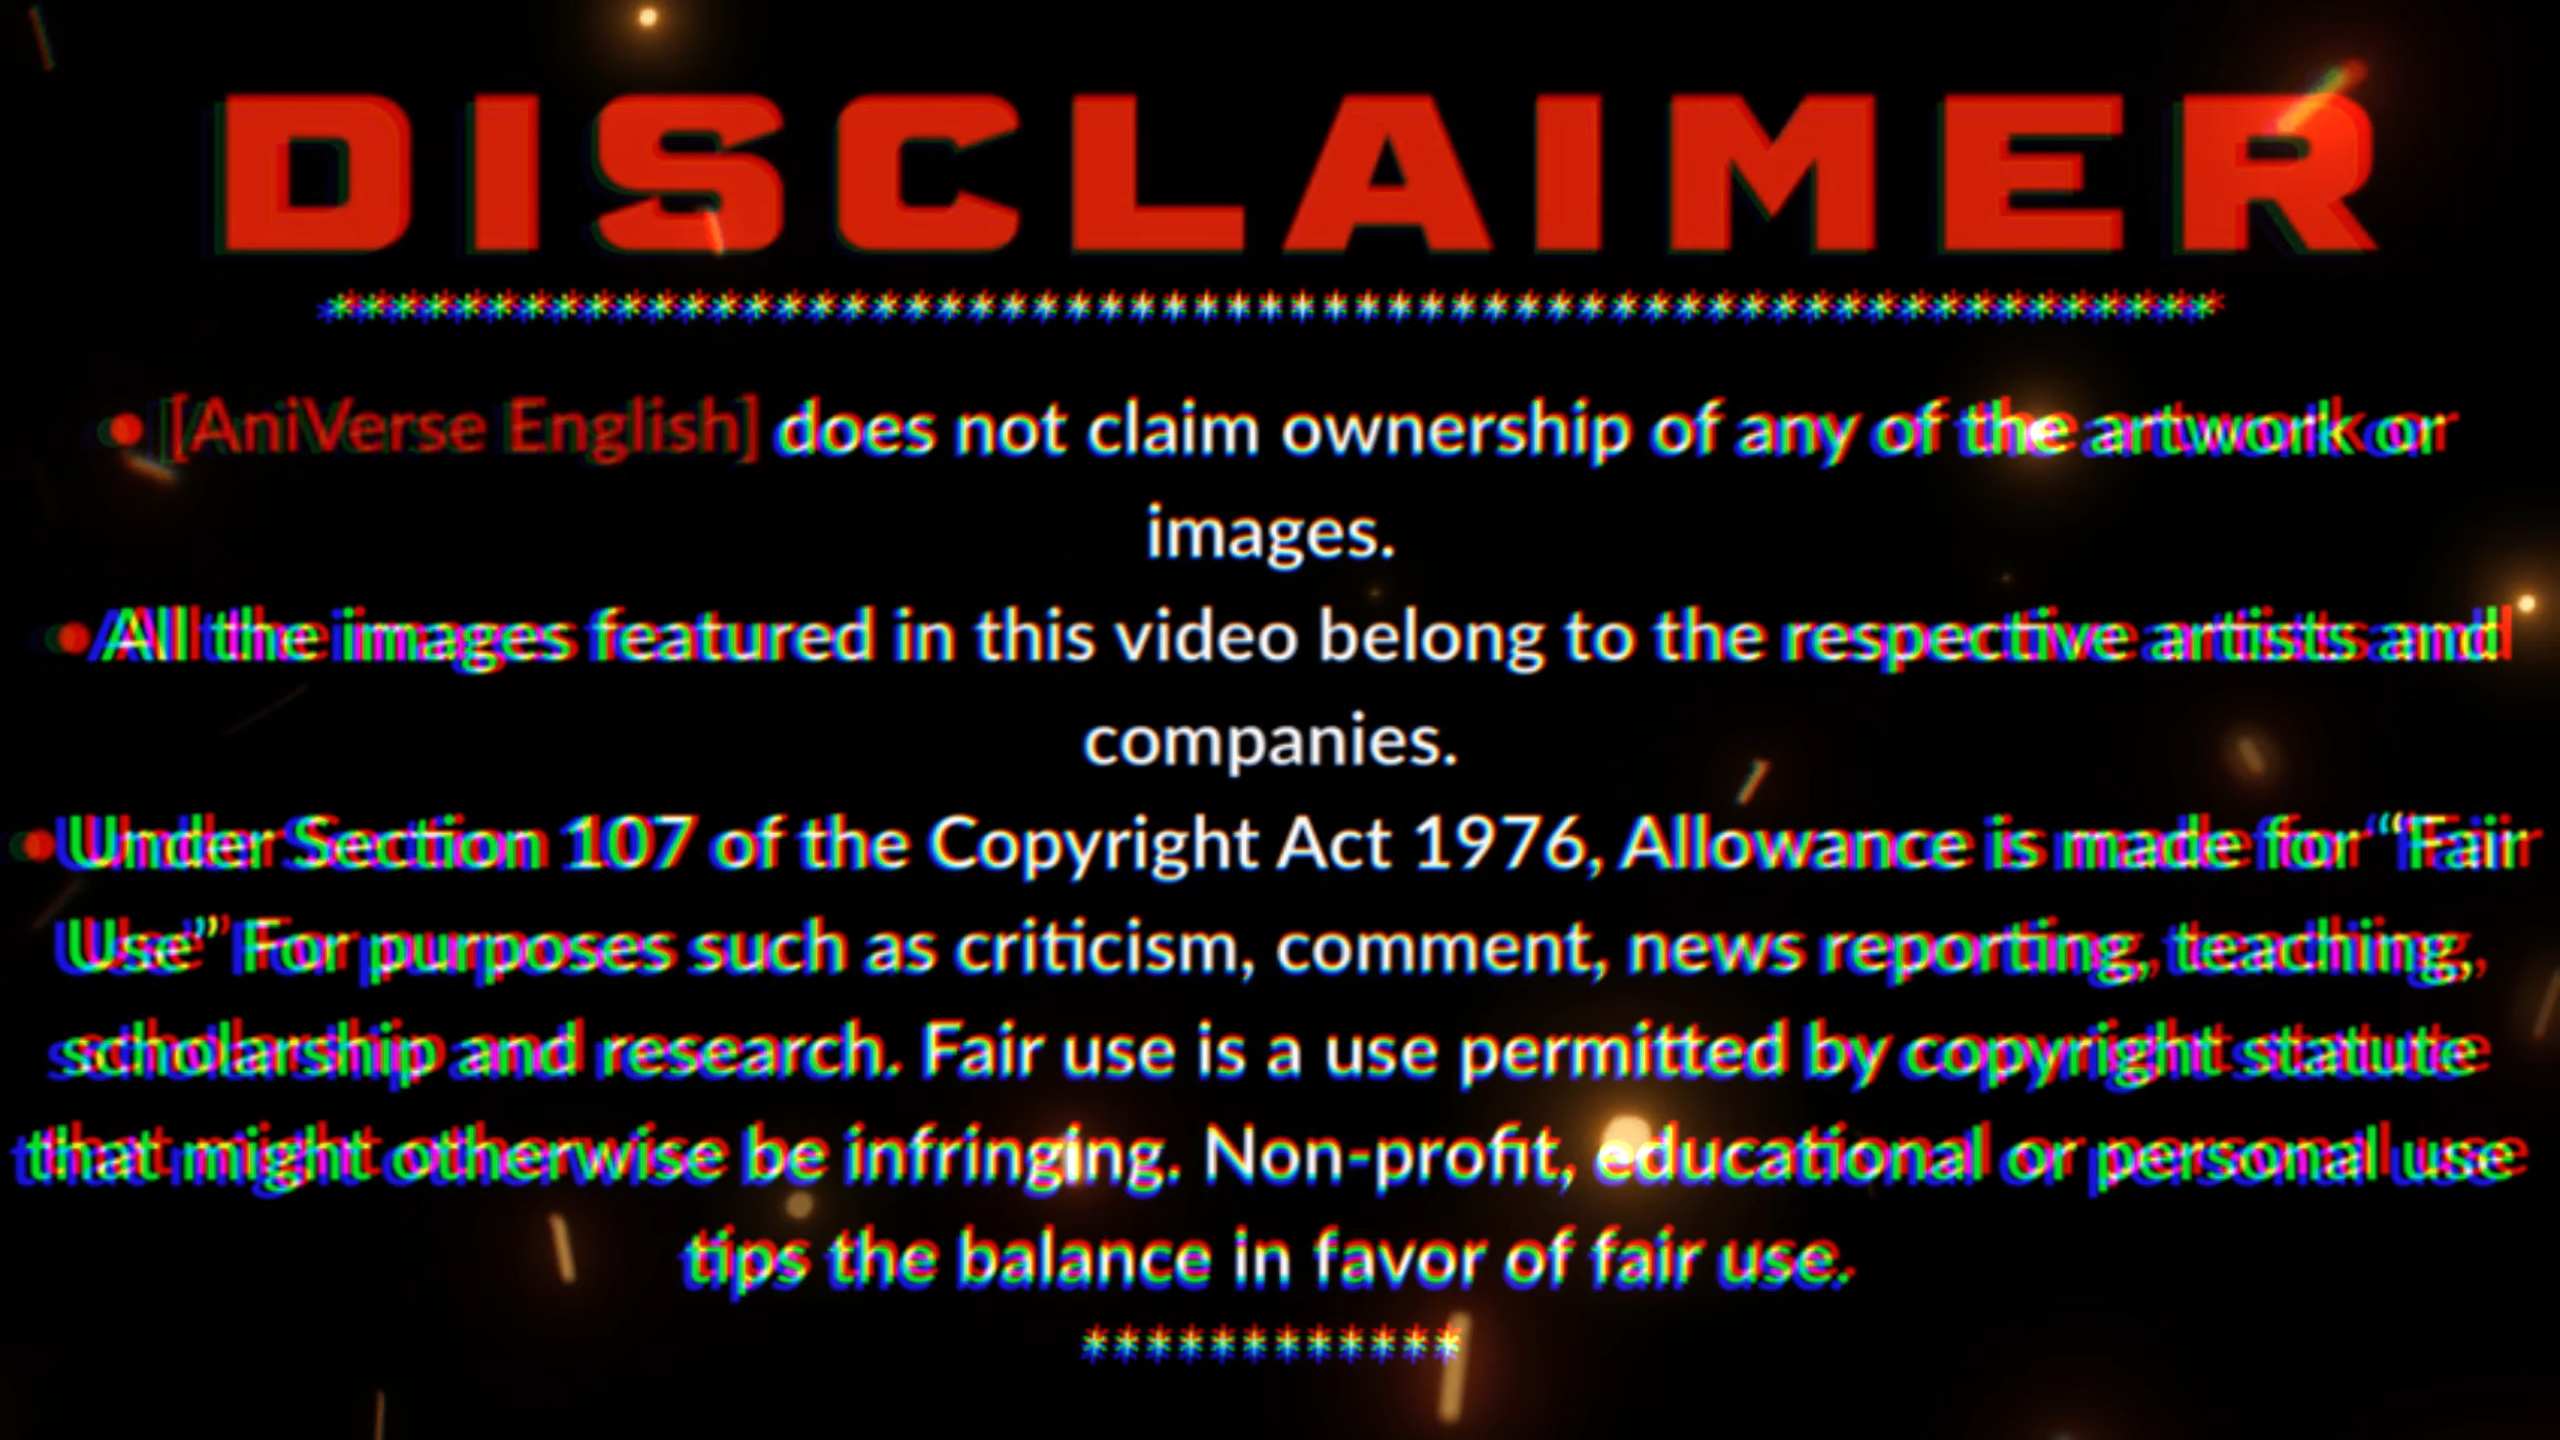 DISCLAIMER
************************************************************
• [AniVerse English] does not claim ownership of any of the artwork or
images.
• All the images featured in this video belong to the respective artists and
companies.
• Under Section 107 of the Copyright Act 1976, Allowance is made for “Fair
Use” For purposes such as criticism, comment, news reporting, teaching,
scholarship and research. Fair use is a use permitted by copyright statute
that might otherwise be infringing. Non-profit, educational or personal use
tips the balance in favor of fair use.
************